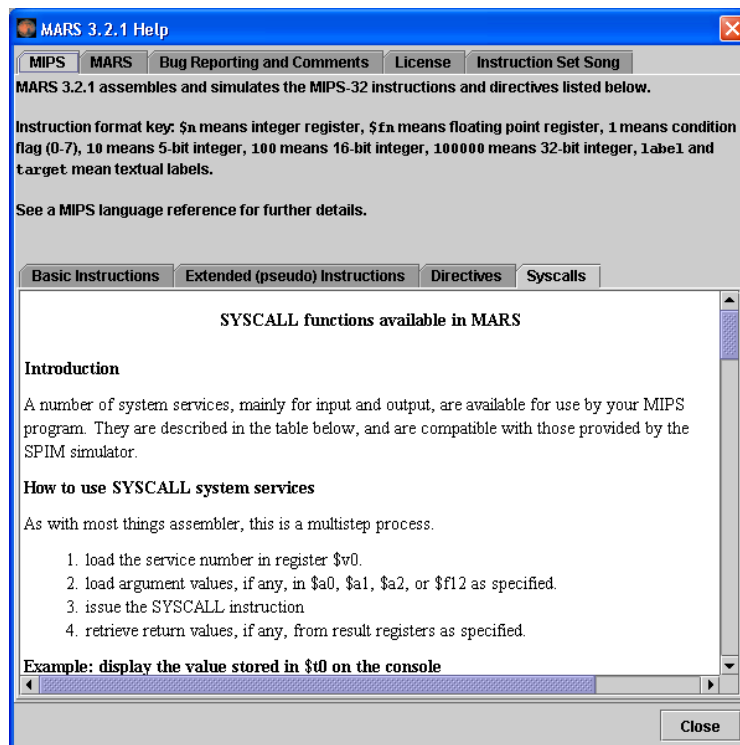 MARS 3.2.1 Help
MIPS MARS Bug Reporting and Comments License Instruction Set Song
MARS 3.2.1 assembles and simulates the MIPS-32 instructions and directives listed below.
Instruction format key: $n means integer register, $fn means floating point register, 1 means condition
flag (0-7), 10 means 5-bit integer, 100 means 16-bit integer, 100000 means 32-bit integer, label and
target mean textual labels.
See a MIPS language reference for further details.
Basic Instructions Extended (pseudo) Instructions Directives Syscalls
SYSCALL functions available in MARS
Introduction
A number of system services, mainly for input and output, are available for use by your MIPS
program. They are described in the table below, and are compatible with those provided by the
SPIM simulator.
How to use SYSCALL system services
As with most things assembler, this is a multistep process.
1. load the service number in register $v0.
2. load argument values, if any, in $a0, $a1, $a2, or $f12 as specified.
3. issue the SYSCALL instruction
4. retrieve return values, if any, from result registers as specified.
Example: display the value stored in $t0 on the console
Close